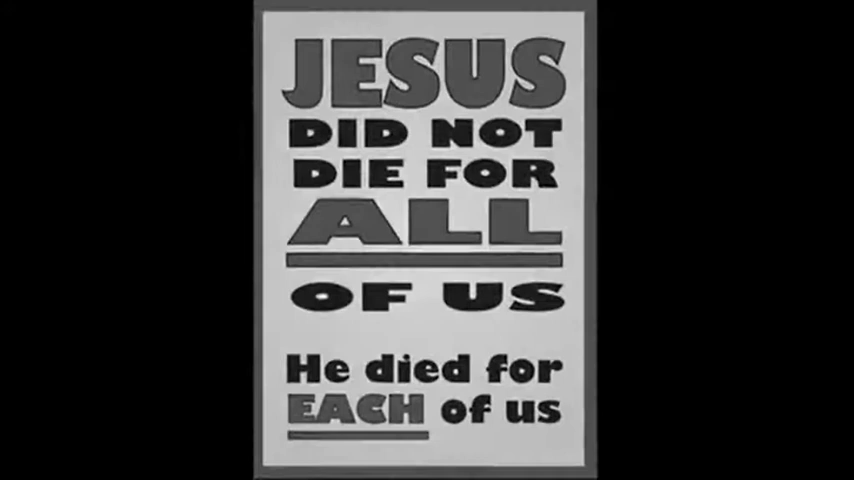 JESUS
DID NOT
DIE FOR
ALL
OF US
He died for
EACH of us